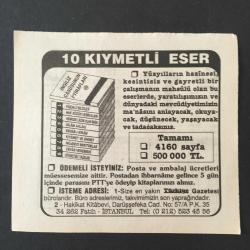 10 KIYMETLİ ESER
Yüzyılların hazinesi,
kesintisiz ve gayretli bir
çalışmanın mahsûlü olan bu
eserlerde, yaratılışımızın ve
dünyadaki mevcûdiyetimizin
ma'nâsını anlayacak, okuya-
cak, düşünecek, yaşayacak
ve tadacaksınız.
Tamamı
4160 sayfa
500 000 TL.
ÖDEMELİ İSTEYİNİZ: Posta ve ambalaj ücretleri
müessesemize aittir. Postadan ihbarnâme gelince 5 gün
içinde parasını PTT'ye ödeyip kitaplarınızı alınız.
İSTEME ADRESİ: 1-Size en yakın Türkiye Gazetesi
bürolarıdır. Büro adreslerimiz, takvimimizin son yaprağındadır.
2 - Hakîkat Kitâbevi, Darüşşefeka Cad. No: 57/A P.K. 35
34 262 Fatih - İSTANBUL Tel: (0 212) 523 45 56